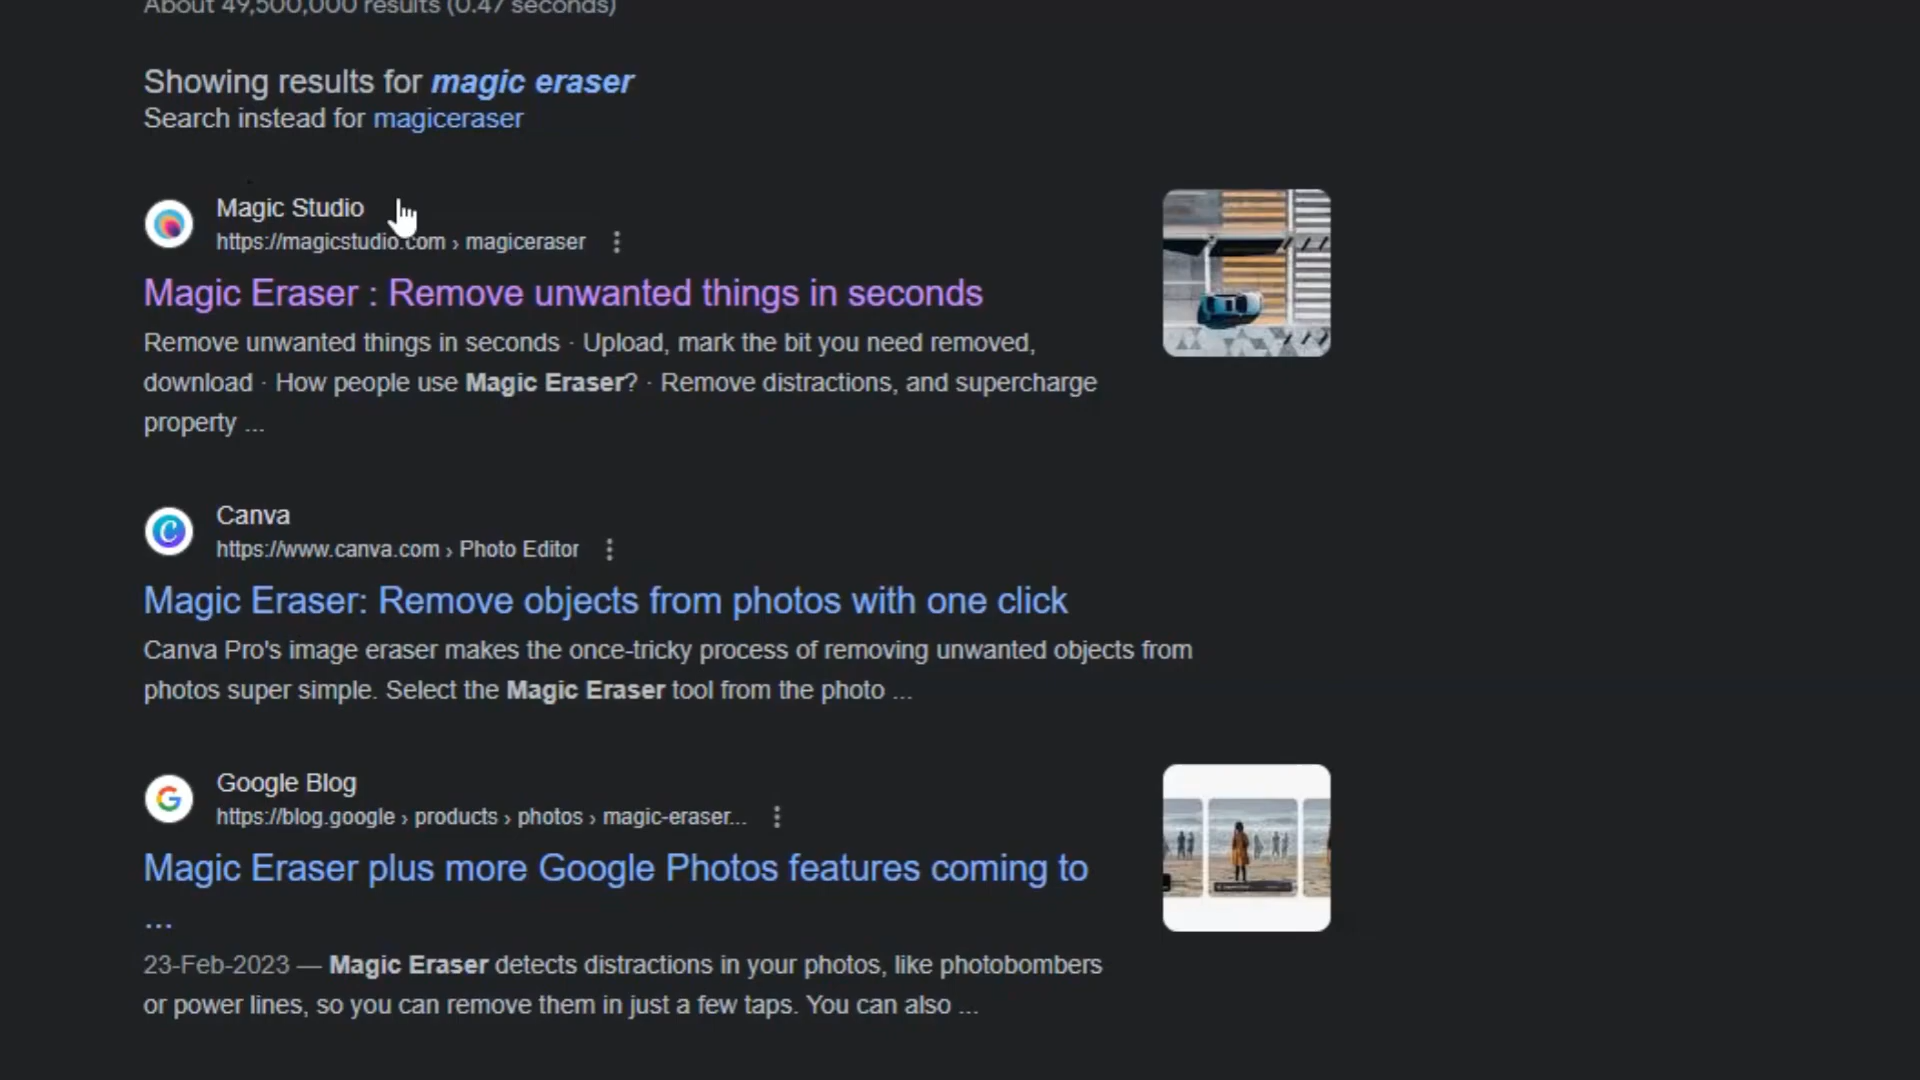 About 49,500,000 results (0.47 seconds)
Showing results for magic eraser
Search instead for magiceraser
Magic Studio
https://magicstudio.com › magiceraser
Magic Eraser : Remove unwanted things in seconds
Remove unwanted things in seconds · Upload, mark the bit you need removed,
download · How people use Magic Eraser? · Remove distractions, and supercharge
property ...
Canva
https://www.canva.com › Photo Editor
Magic Eraser: Remove objects from photos with one click
Canva Pro's image eraser makes the once-tricky process of removing unwanted objects from
photos super simple. Select the Magic Eraser tool from the photo ...
Google Blog
https://blog.google › products › photos › magic-eraser...
Magic Eraser plus more Google Photos features coming to
...
23-Feb-2023 — Magic Eraser detects distractions in your photos, like photobombers
or power lines, so you can remove them in just a few taps. You can also ...